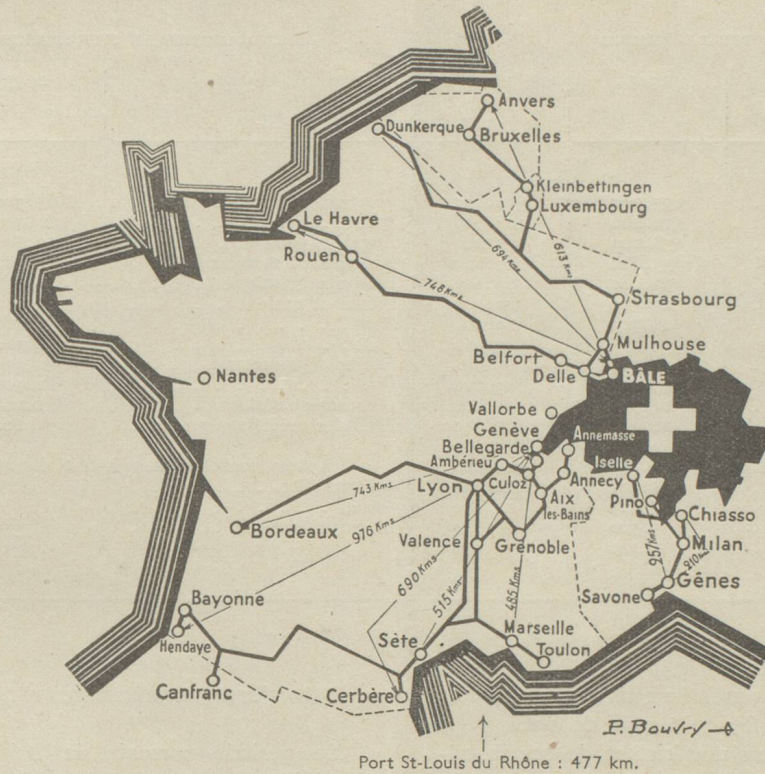 Anvers
Dunkerque
Bruxelles
Kleinbettingen
Luxembourg
Le Havre
Rouen
694 Kms
613 Kms
748 Kms
Strasbourg
Mulhouse
Belfort
Delle
BÂLE
Nantes
Vallorbe
Genève
Annemasse
Bellegarde
Ambérieu
Iselle
Culoz
Annecy
Lyon
743 Kms
Aix
les-Bains
Pino
Chiasso
Bordeaux
976 Kms
Valence
Grenoble
Milan
957 Kms
690 Kms
515 Kms
485 Kms
Gênes
Savone
Bayonne
Hendaye
Sète
Marseille
Toulon
Canfranc
Cerbère
P. Bouvry
Port St-Louis du Rhône : 477 km.